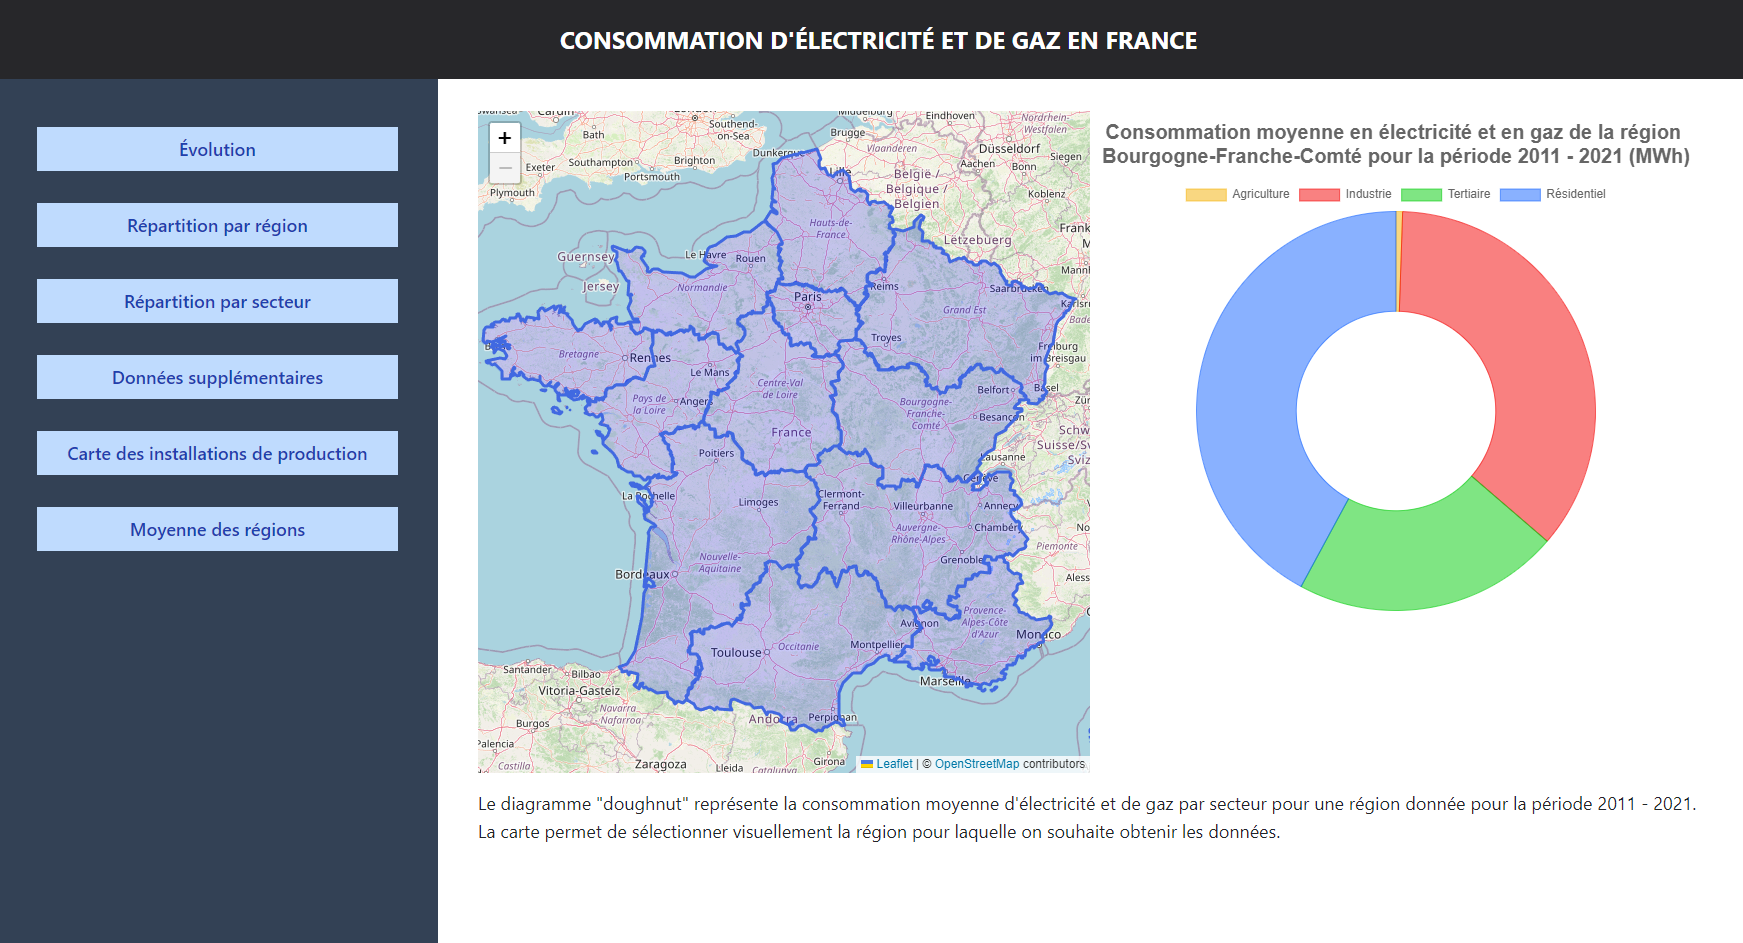 CONSOMMATION D'ÉLECTRICITÉ ET DE GAZ EN FRANCE
Évolution
Répartition par région
Répartition par secteur
Données supplémentaires
Carte des installations de production
Moyenne des régions
+
−
Cardiff
Middelburg
Eindhoven
Nordrhein-
Westfalen
Bath
Southend-
on-Sea
Brugge
Vlaanderen
Düsseldorf
Exeter
Southampton
Brighton
Dunkerque
Aachen
Bonn
Siegen
Plymouth
Portsmouth
Lille
België /
Belgique /
Belgien
Koblenz
Hauts-de-
France
Lëtzebuerg
Guernsey
Le Havre
Rouen
Jersey
Normandie
Paris
Reims
Saarbrücken
Grand Est
Troyes
Freiburg
im Breisgau
Bretagne
Rennes
Le Mans
Centre-Val
de Loire
Belfort
Basel
Pays de
la Loire
Angers
Bourgogne-
Franche-
Comté
Besançon
France
Lausanne
Poitiers
Genève
La Rochelle
Limoges
Clermont-
Ferrand
Villeurbanne
Annecy
Auvergne-
Rhône-Alpes
Chambéry
Piemonte
Nouvelle-
Aquitaine
Grenoble
Bordeaux
Avignon
Provence-
Alpes-Côte
d'Azur
Monaco
Toulouse
Occitanie
Montpellier
Marseille
Santander
Bilbao
Vitoria-Gasteiz
Navarra
- Nafarroa
Andorra
Perpignan
Burgos
Palencia
Castilla
Zaragoza
Lleida
Catalunya
Girona
Leaflet | © OpenStreetMap contributors
Consommation moyenne en électricité et en gaz de la région
Bourgogne-Franche-Comté pour la période 2011 - 2021 (MWh)
Agriculture
Industrie
Tertiaire
Résidentiel
Le diagramme "doughnut" représente la consommation moyenne d'électricité et de gaz par secteur pour une région donnée pour la période 2011 - 2021.
La carte permet de sélectionner visuellement la région pour laquelle on souhaite obtenir les données.